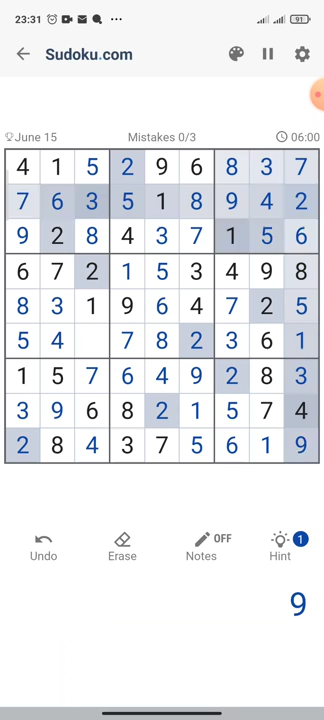 23:31 91
Sudoku.com
June 15 Mistakes 0/3 06:00
4 1 5 2 9 6 8 3 7
7 6 3 5 1 8 9 4 2
9 2 8 4 3 7 1 5 6
6 7 2 1 5 3 4 9 8
8 3 1 9 6 4 7 2 5
5 4 7 8 2 3 6 1
1 5 7 6 4 9 2 8 3
3 9 6 8 2 1 5 7 4
2 8 4 3 7 5 6 1 9
OFF 1
Undo Erase Notes Hint
9